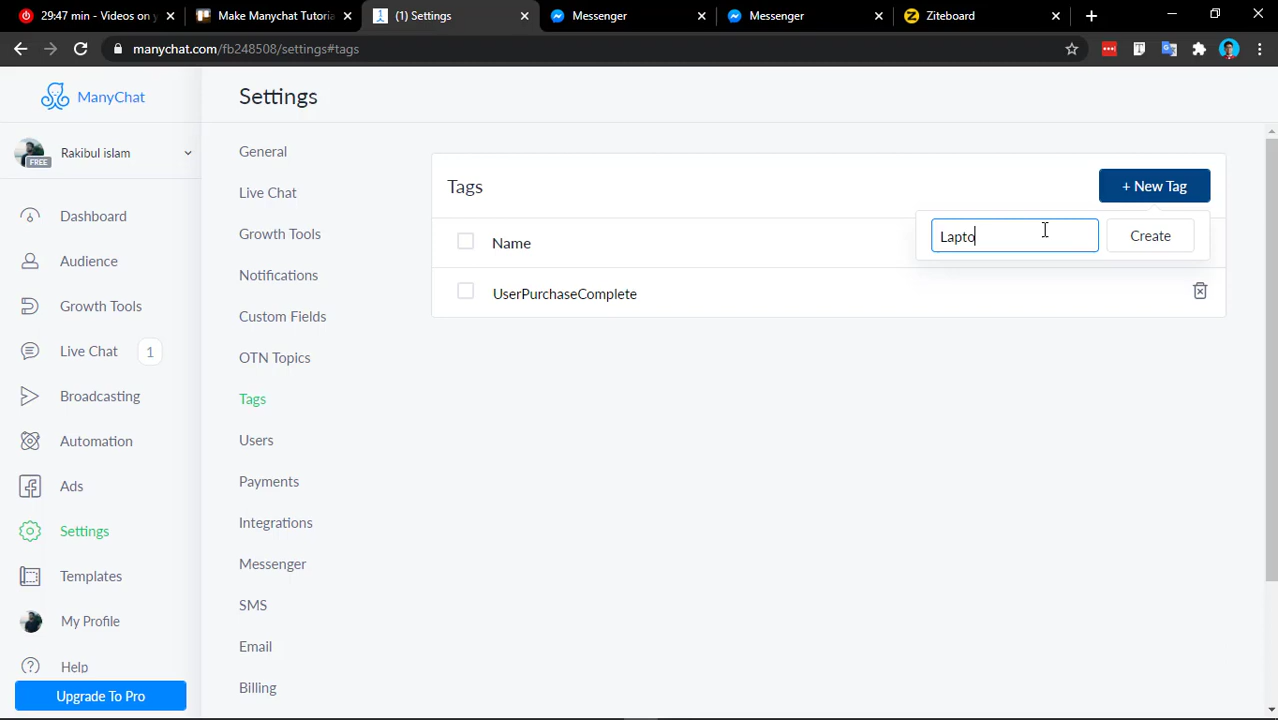 29:47 min - Videos on y
Make Manychat Tutoria
(1) Settings
Messenger
Messenger
Ziteboard
manychat.com/fb248508/settings#tags
ManyChat
Rakibul islam
FREE
Dashboard
Audience
Growth Tools
Live Chat 1
Broadcasting
Automation
Ads
Settings
Templates
My Profile
Help
Upgrade To Pro
Settings
General
Live Chat
Growth Tools
Notifications
Custom Fields
OTN Topics
Tags
Users
Payments
Integrations
Messenger
SMS
Email
Billing
Tags
+ New Tag
Lapto
Create
Name
UserPurchaseComplete